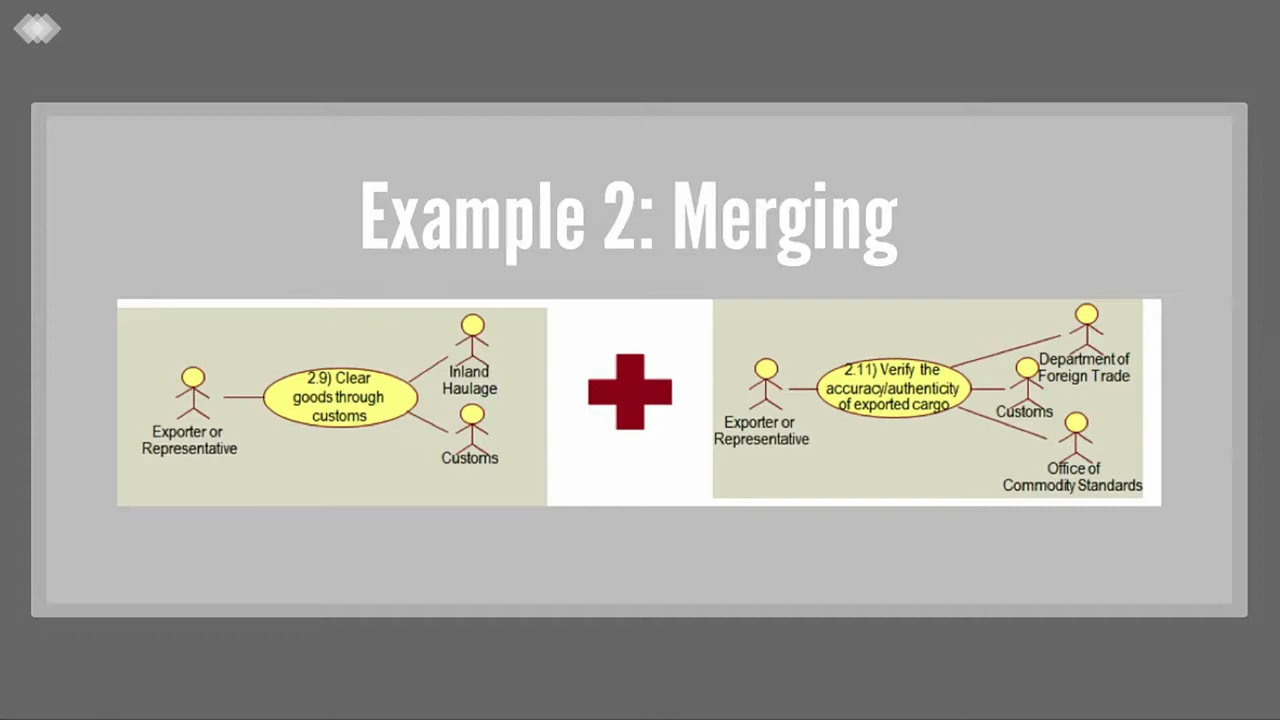 Example 2: Merging
Exporter or
Representative
2.9) Clear
goods through
customs
Inland
Haulage
Customs
Exporter or
Representative
2.11) Verify the
accuracy/authenticity
of exported cargo
Department of
Foreign Trade
Customs
Office of
Commodity Standards